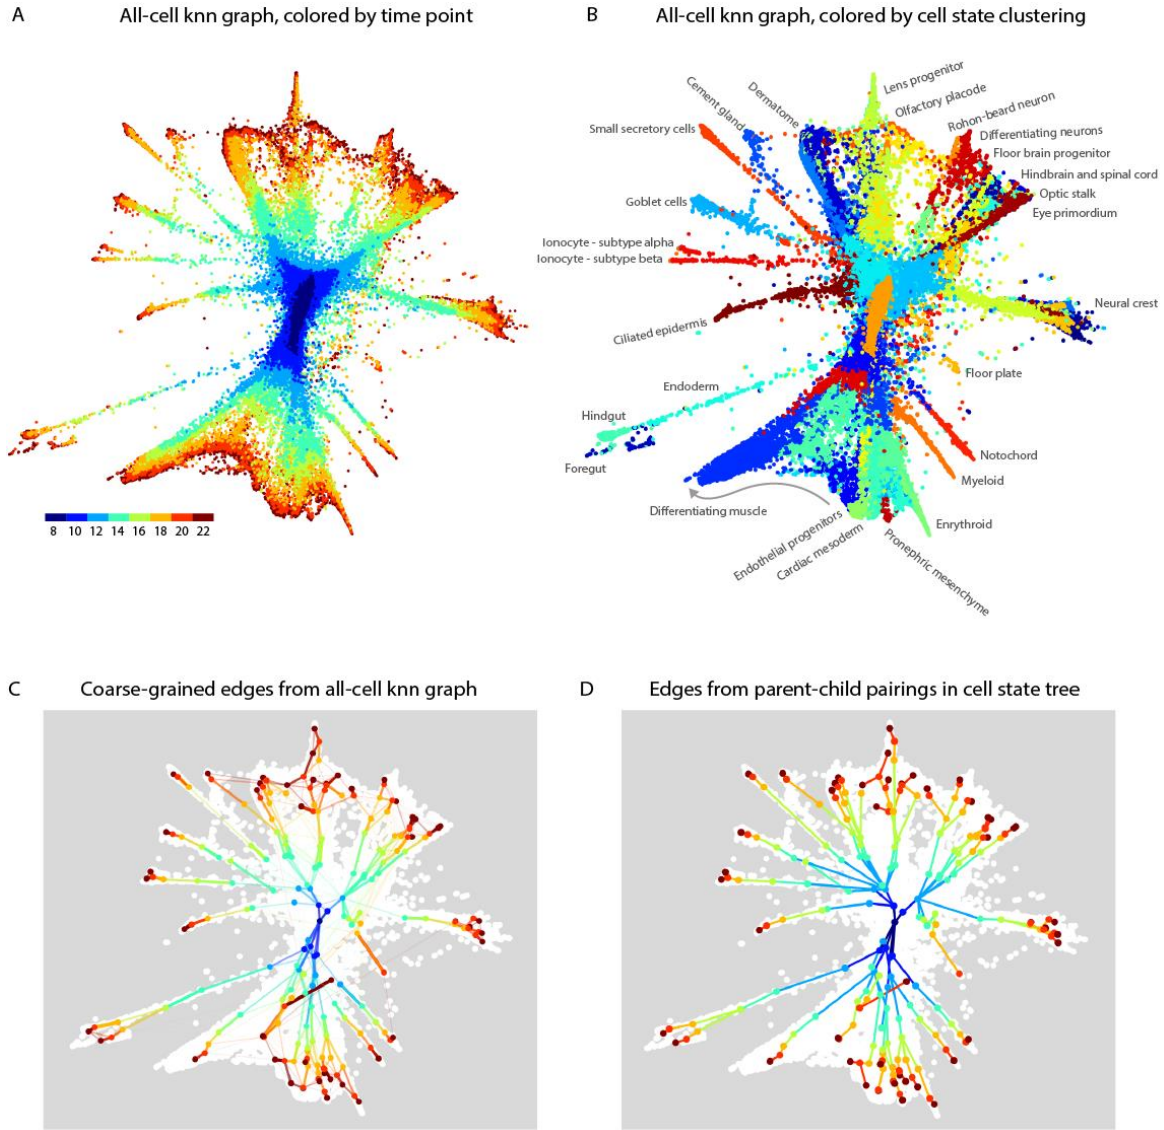 A
All-cell knn graph, colored by time point
B
All-cell knn graph, colored by cell state clustering
Lens progenitor
Cement gland
Dermatome
Olfactory placode
Rohon-beard neuron
Small secretory cells
Differentiating neurons
Floor brain progenitor
Hindbrain and spinal cord
Optic stalk
Goblet cells
Eye primordium
Ionocyte - subtype alpha
Ionocyte - subtype beta
Neural crest
Ciliated epidermis
Floor plate
Endoderm
Hindgut
Foregut
Notochord
Myeloid
Differentiating muscle
Enrythroid
Endothelial progenitors
Cardiac mesoderm
Pronephric mesenchyme
8 10 12 14 16 18 20 22
C
Coarse-grained edges from all-cell knn graph
D
Edges from parent-child pairings in cell state tree